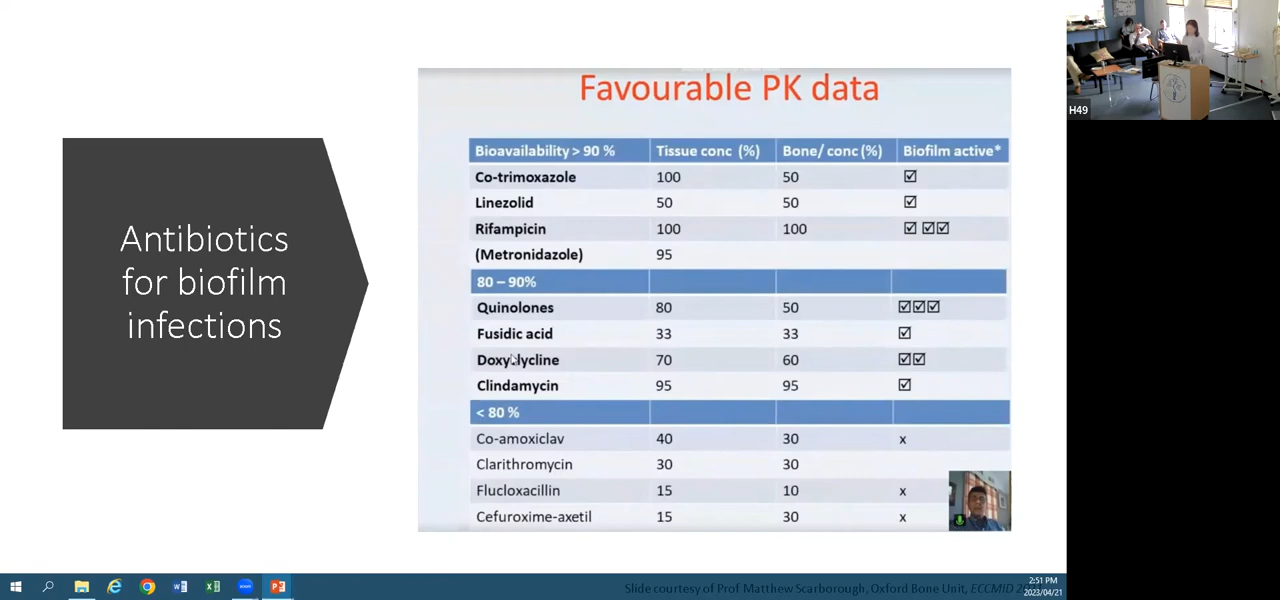 Antibiotics
for biofilm
infections
Favourable PK data
Bioavailability > 90 % Tissue conc (%) Bone/ conc (%) Biofilm active*
Co-trimoxazole 100 50 ☑
Linezolid 50 50 ☑
Rifampicin 100 100 ☑ ☑☑
(Metronidazole) 95
80 – 90%
Quinolones 80 50 ☑☑☑
Fusidic acid 33 33 ☑
Doxycycline 70 60 ☑☑
Clindamycin 95 95 ☑
< 80 %
Co-amoxiclav 40 30 x
Clarithromycin 30 30
Flucloxacillin 15 10 x
Cefuroxime-axetil 15 30 x
H49
Slide courtesy of Prof Matthew Scarborough, Oxford Bone Unit, ECCMID
2:51 PM
2023/04/21